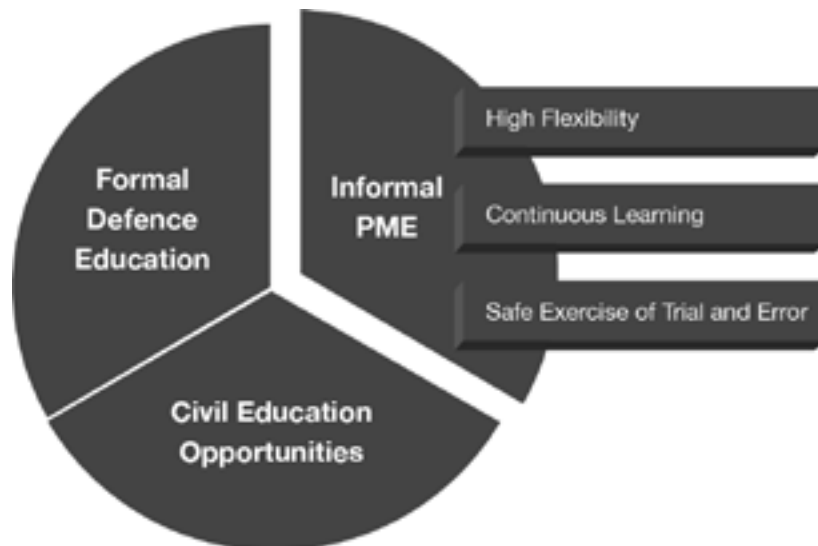 Formal
Defence
Education
Informal
PME
High Flexibility
Continuous Learning
Safe Exercise of Trial and Error
Civil Education
Opportunities